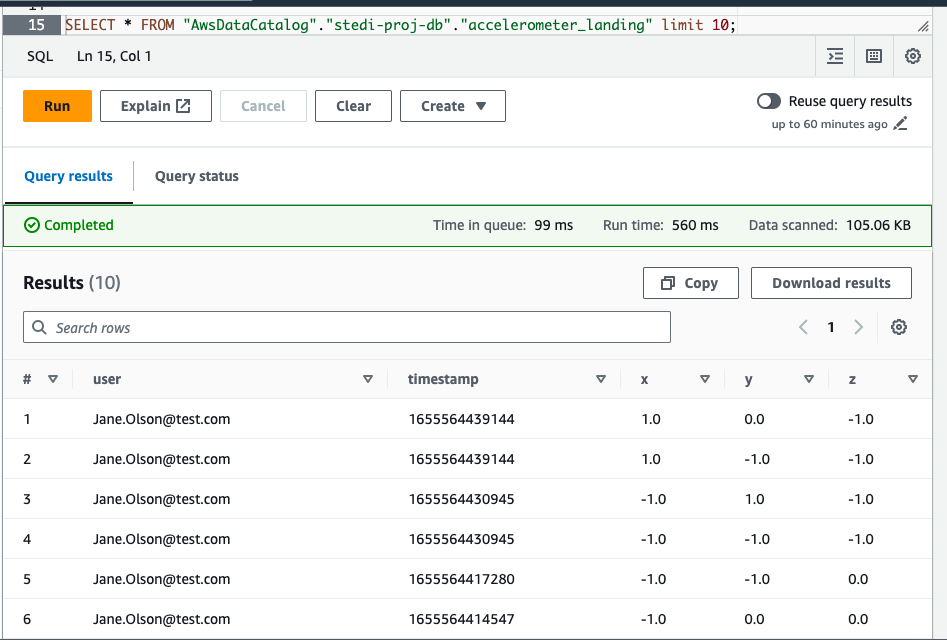 14
15 SELECT * FROM "AwsDataCatalog"."stedi-proj-db"."accelerometer_landing" limit 10;
SQL Ln 15, Col 1
Run Explain Cancel Clear Create Reuse query results
up to 60 minutes ago
Query results Query status
Completed Time in queue: 99 ms Run time: 560 ms Data scanned: 105.06 KB
Results (10) Copy Download results
Search rows 1
# user timestamp x y z
1 Jane.Olson@test.com 1655564439144 1.0 0.0 -1.0
2 Jane.Olson@test.com 1655564439144 1.0 -1.0 -1.0
3 Jane.Olson@test.com 1655564430945 -1.0 1.0 -1.0
4 Jane.Olson@test.com 1655564430945 -1.0 -1.0 -1.0
5 Jane.Olson@test.com 1655564417280 -1.0 -1.0 0.0
6 Jane.Olson@test.com 1655564414547 -1.0 0.0 0.0